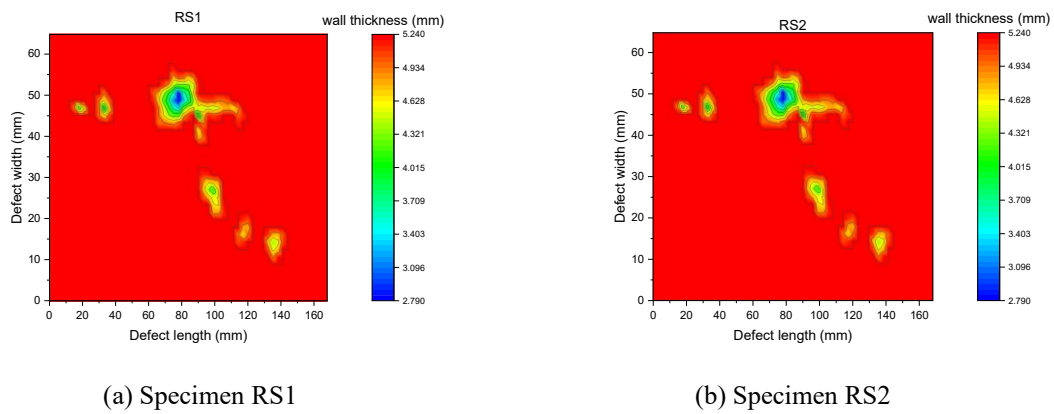 RS1
wall thickness (mm)
5.240
4.934
4.628
4.321
4.015
3.709
3.403
3.096
2.790
60
50
40
30
20
10
0
Defect width (mm)
0 20 40 60 80 100 120 140 160
Defect length (mm)
(a) Specimen RS1
RS2
wall thickness (mm)
5.240
4.934
4.628
4.321
4.015
3.709
3.403
3.096
2.790
60
50
40
30
20
10
0
Defect width (mm)
0 20 40 60 80 100 120 140 160
Defect length (mm)
(b) Specimen RS2